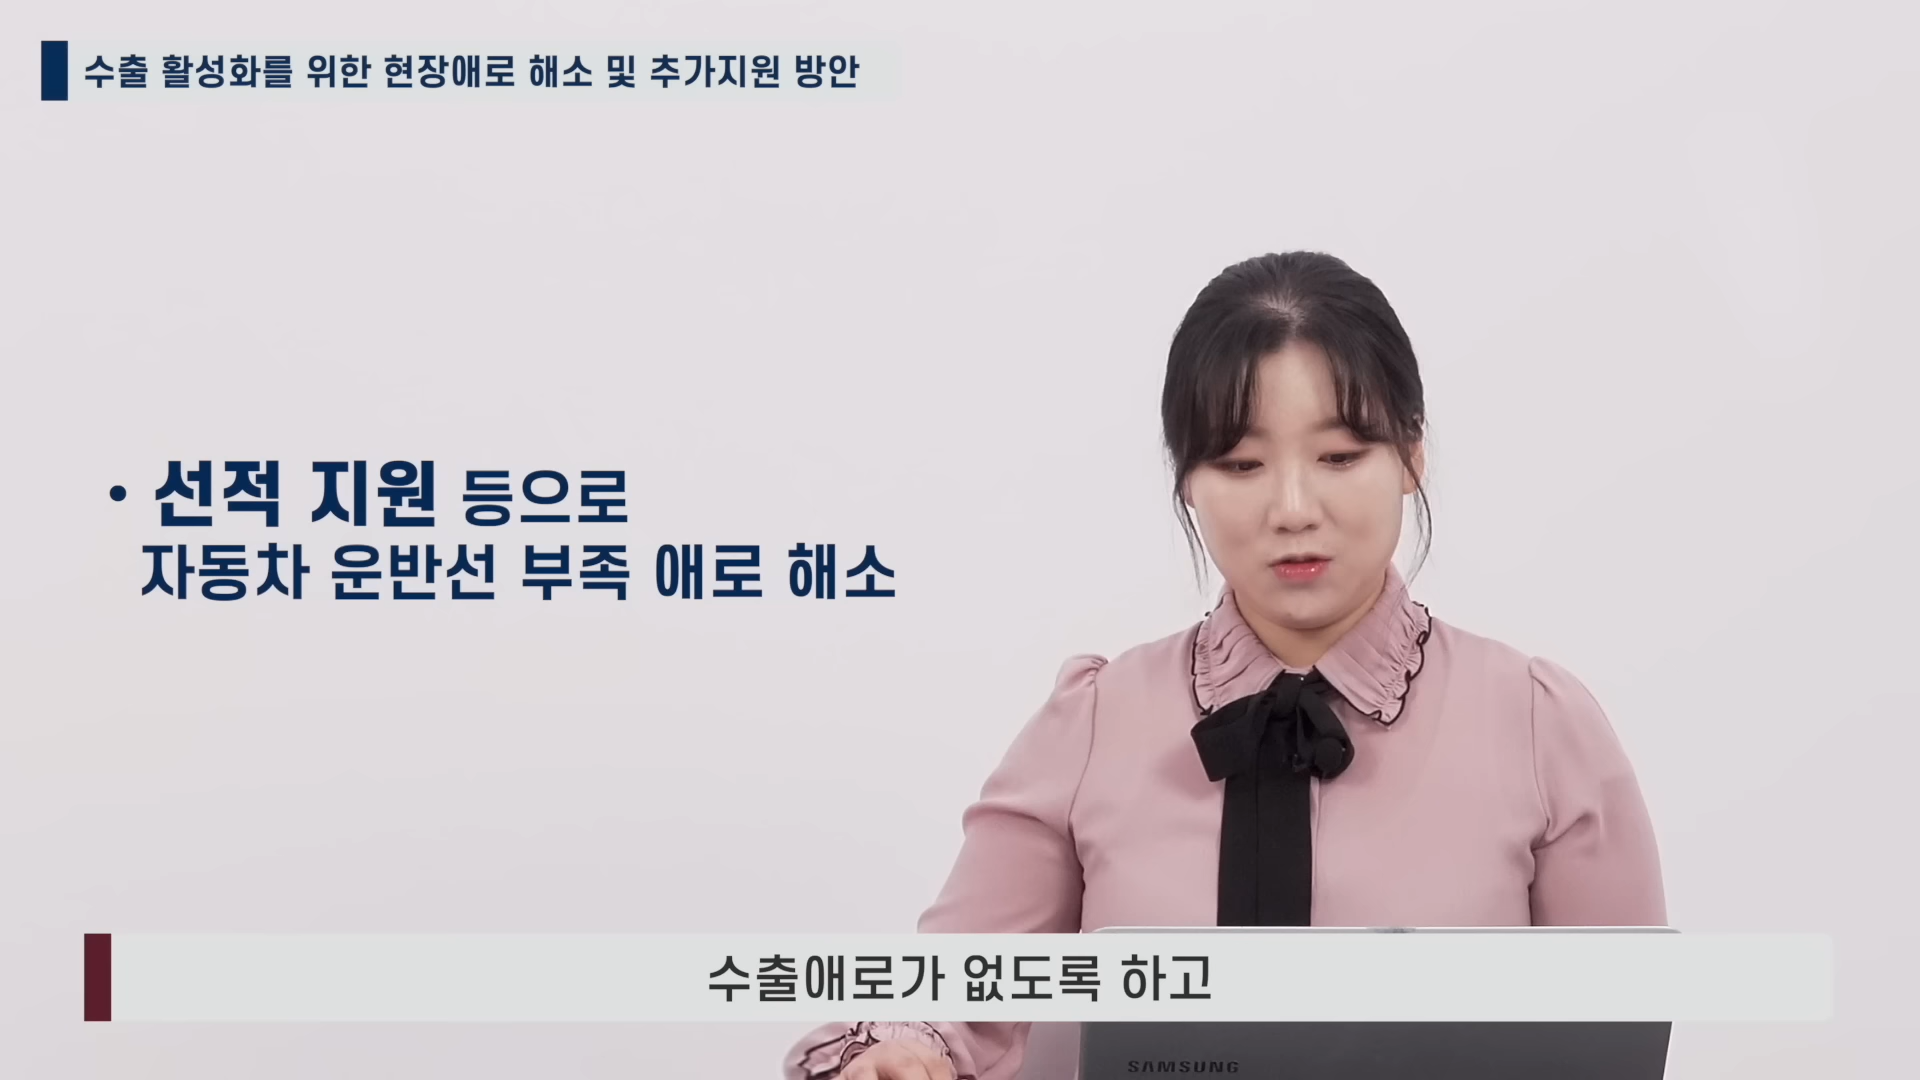 수출 활성화를 위한 현장애로 해소 및 추가지원 방안
• 선적 지원 등으로
자동차 운반선 부족 애로 해소
수출애로가 없도록 하고
SAMSUNG